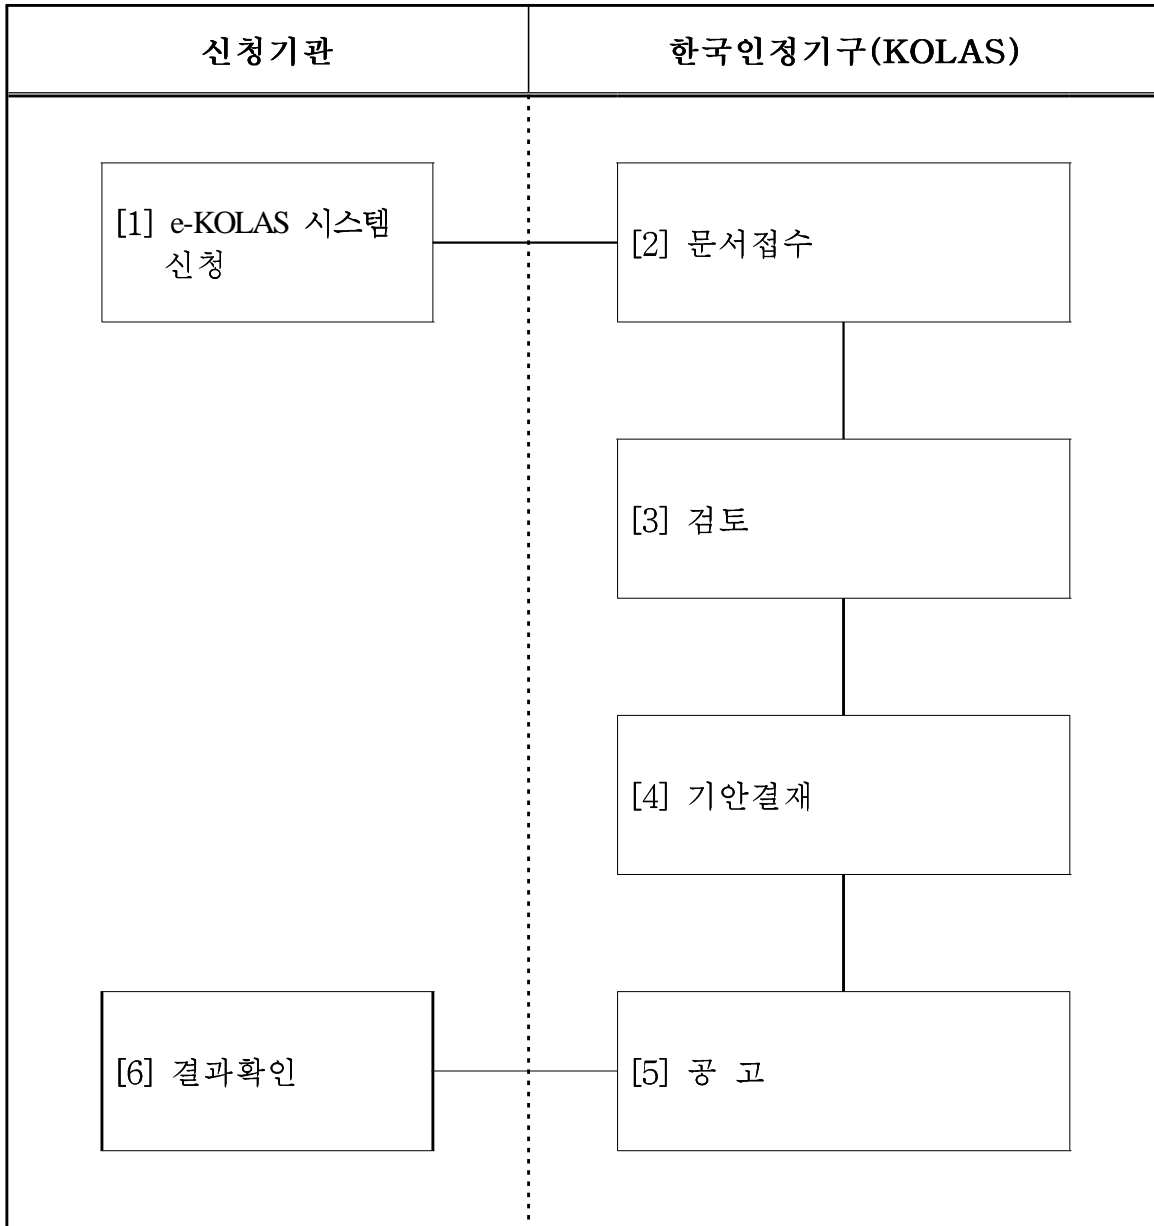 신청기관
한국인정기구(KOLAS)
[1] e-KOLAS 시스템
신청
[2] 문서접수
[3] 검토
[4] 기안결재
[6] 결과확인
[5] 공 고